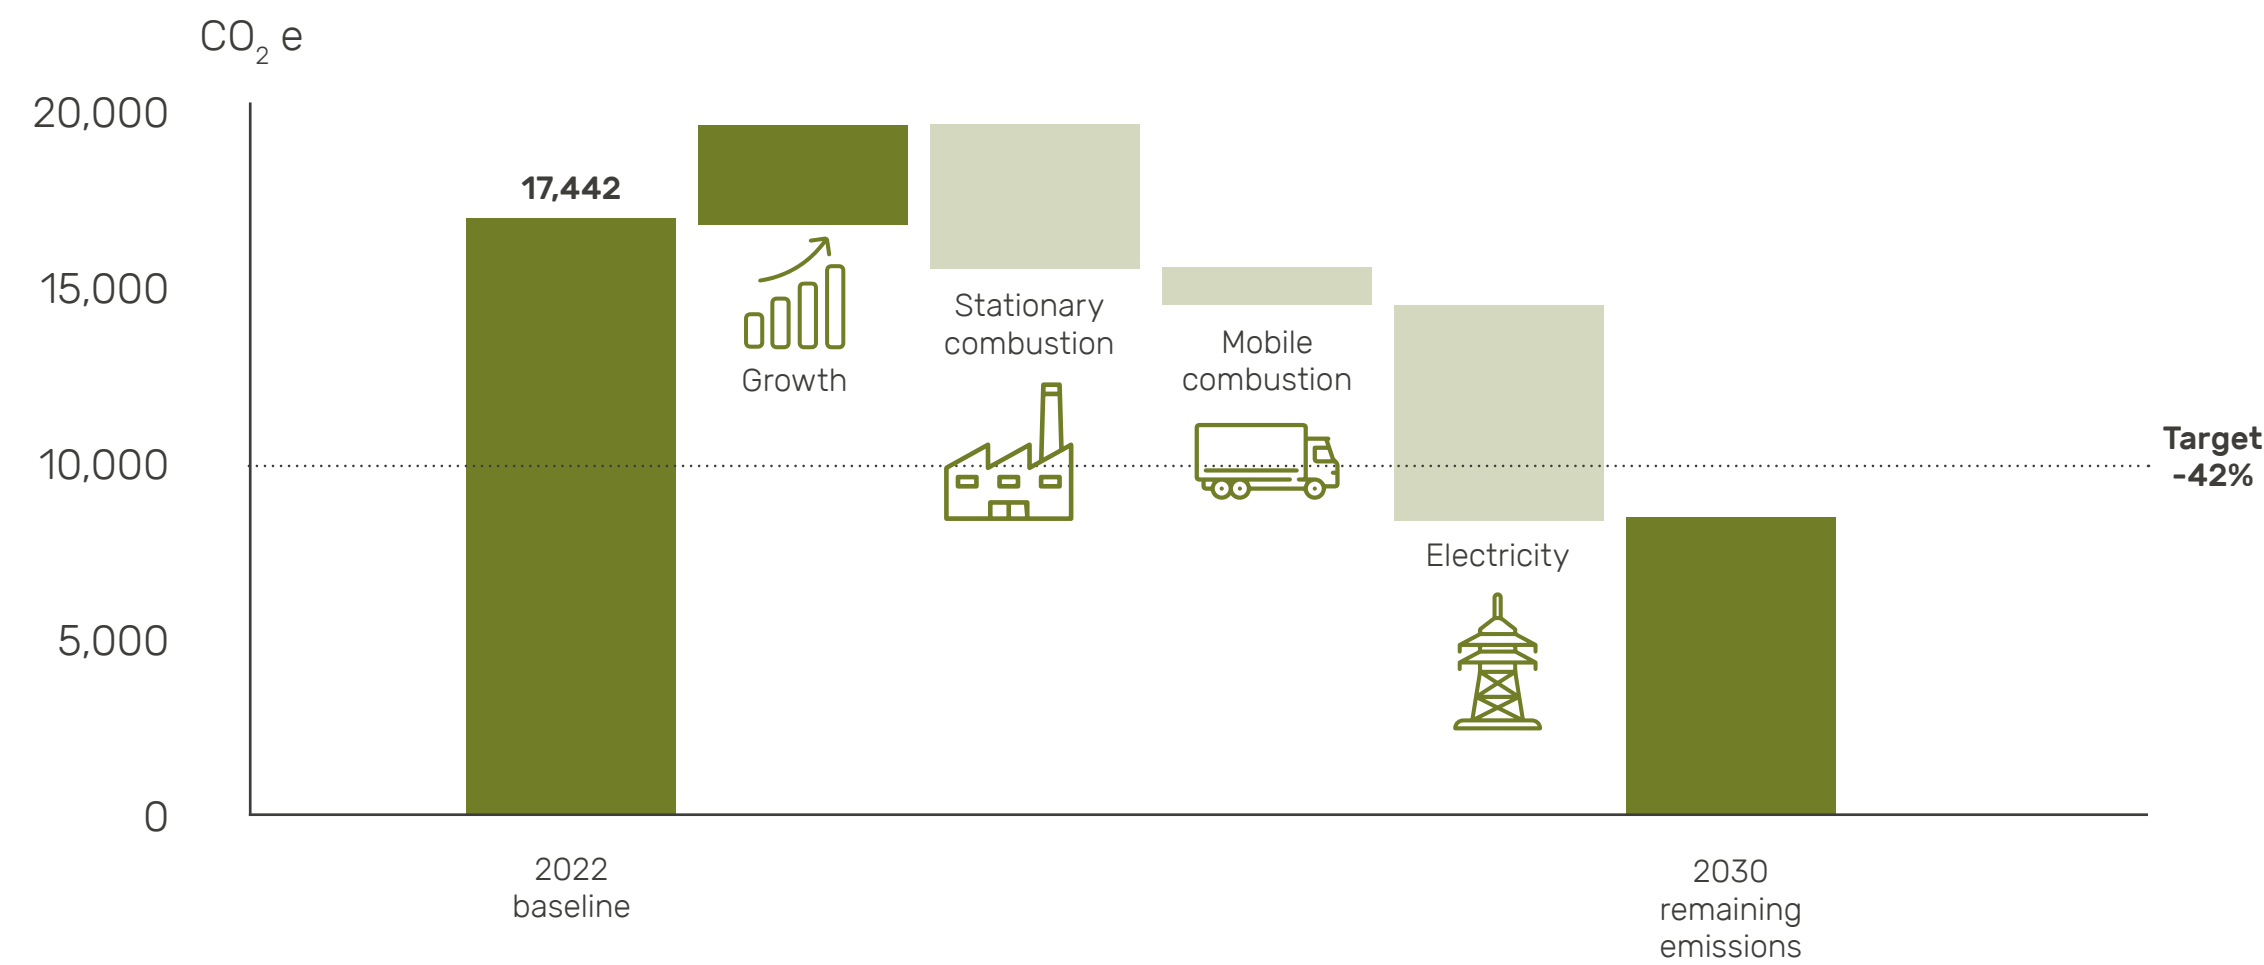 CO2 e
20,000
15,000
10,000
5,000
0
17,442
Growth
Stationary
combustion
Mobile
combustion
Electricity
Target
-42%
2022
baseline
2030
remaining
emissions